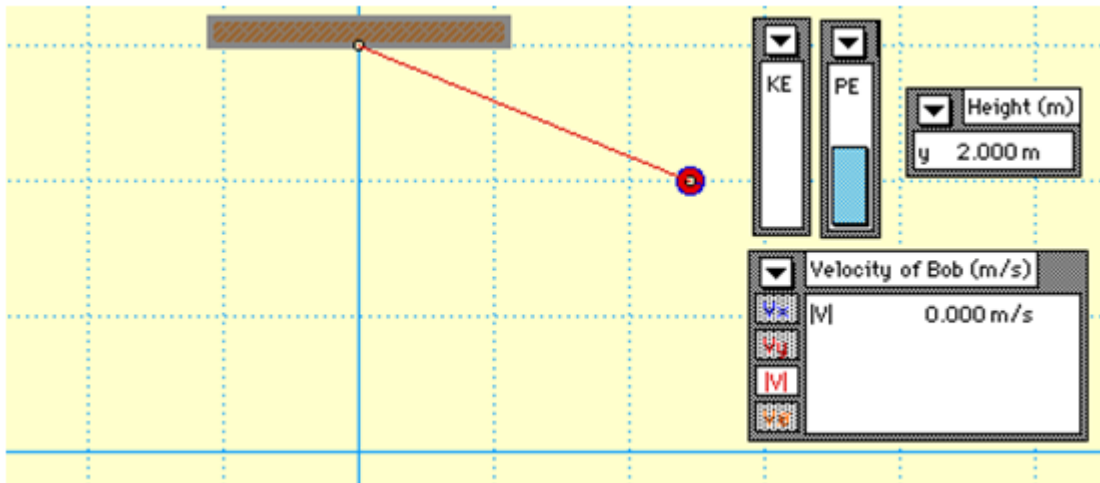 KE
PE
Height (m)
y 2.000 m
Velocity of Bob (m/s)
Vx
|V| 0.000 m/s
Vy
|V|